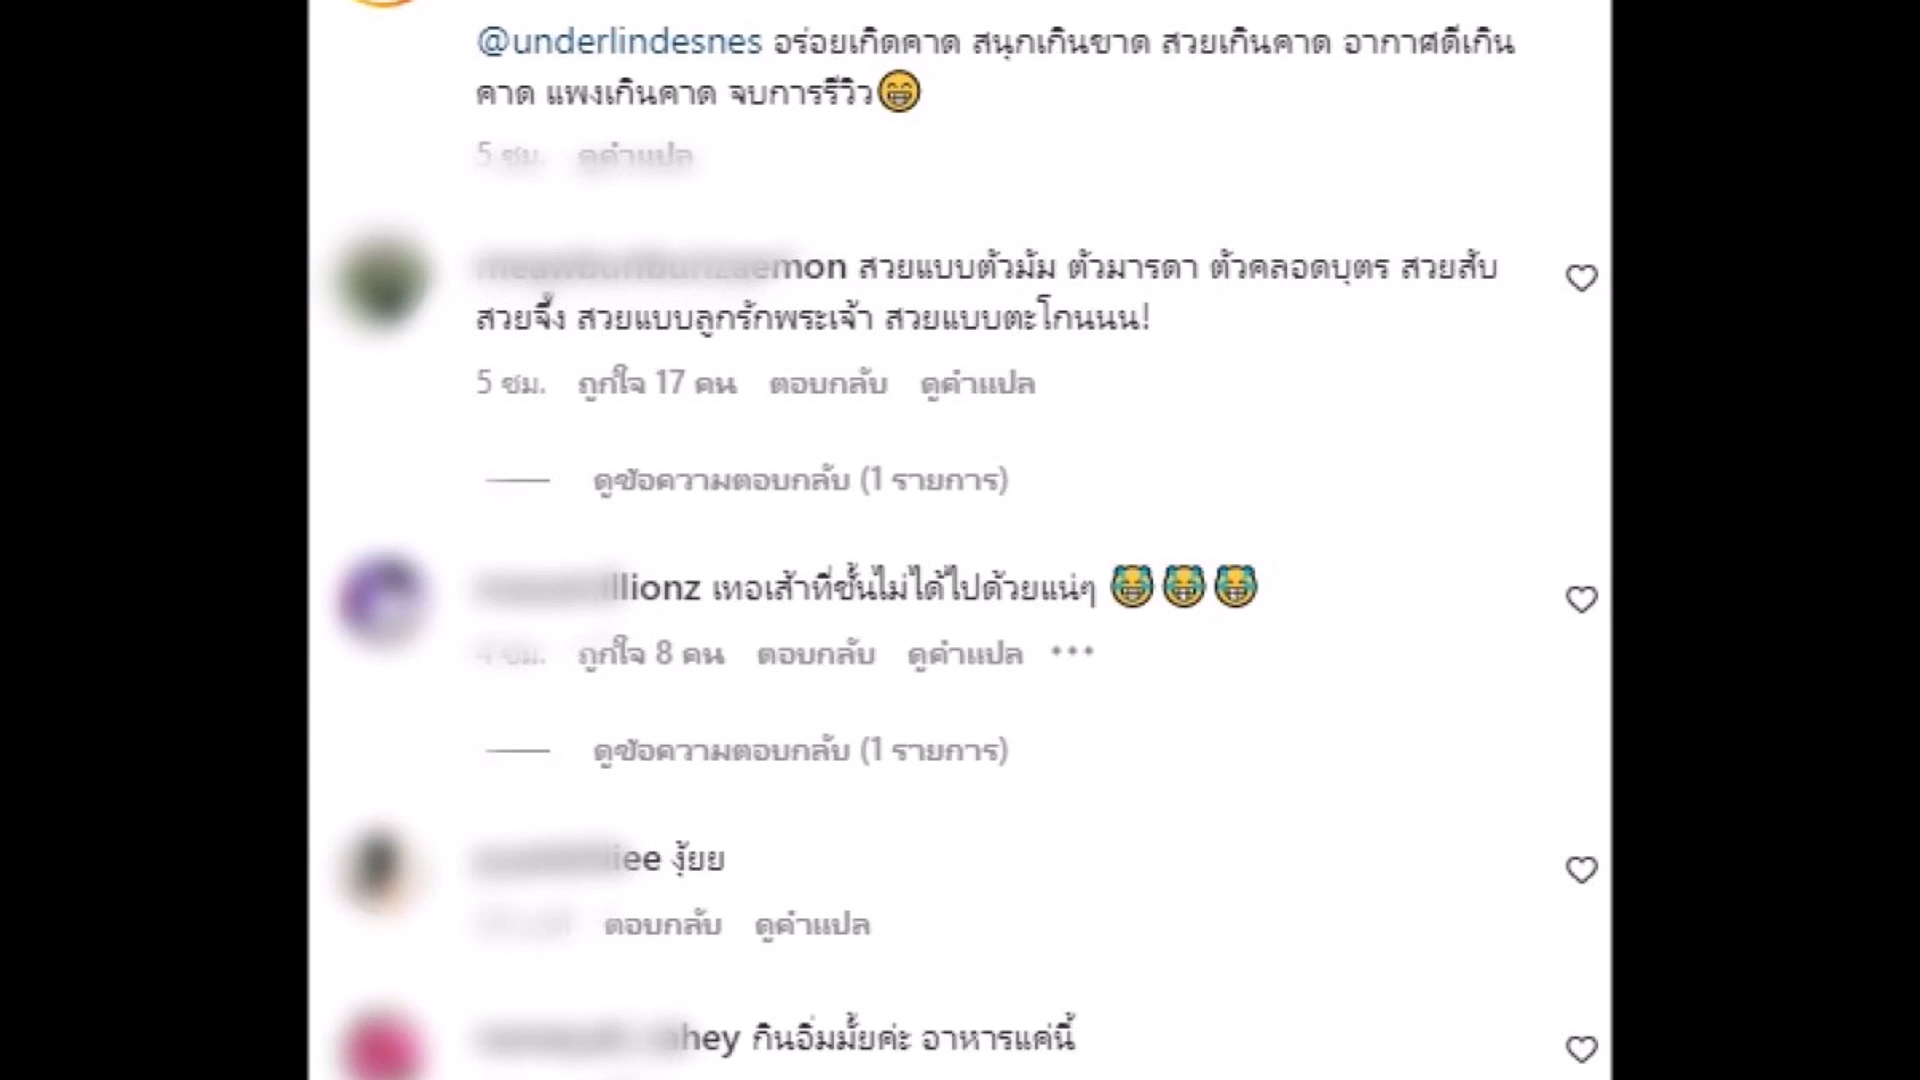 @underlindesnes อร่อยเกิดคาด สนุกเกินขาด สวยเกินคาด อากาศดีเกิน
คาด แพงเกินคาด จบการรีวิว😁
5 ชม. ดูคำแปล
mon สวยแบบตัวมัม ตัวมารดา ตัวคลอดบุตร สวยสับ
สวยจึ้ง สวยแบบลูกรักพระเจ้า สวยแบบตะโกนนน!
5 ชม. ถูกใจ 17 คน ตอบกลับ ดูคำแปล
ดูข้อความตอบกลับ (1 รายการ)
llionz เทอเส้าที่ชั้นไม่ได้ไปด้วยแน่ๆ 😹😹😹
ถูกใจ 8 คน ตอบกลับ ดูคำแปล •••
ดูข้อความตอบกลับ (1 รายการ)
iee งุ้ยย
ตอบกลับ ดูคำแปล
hey กินอิ่มมั้ยค่ะ อาหารแค่นี้